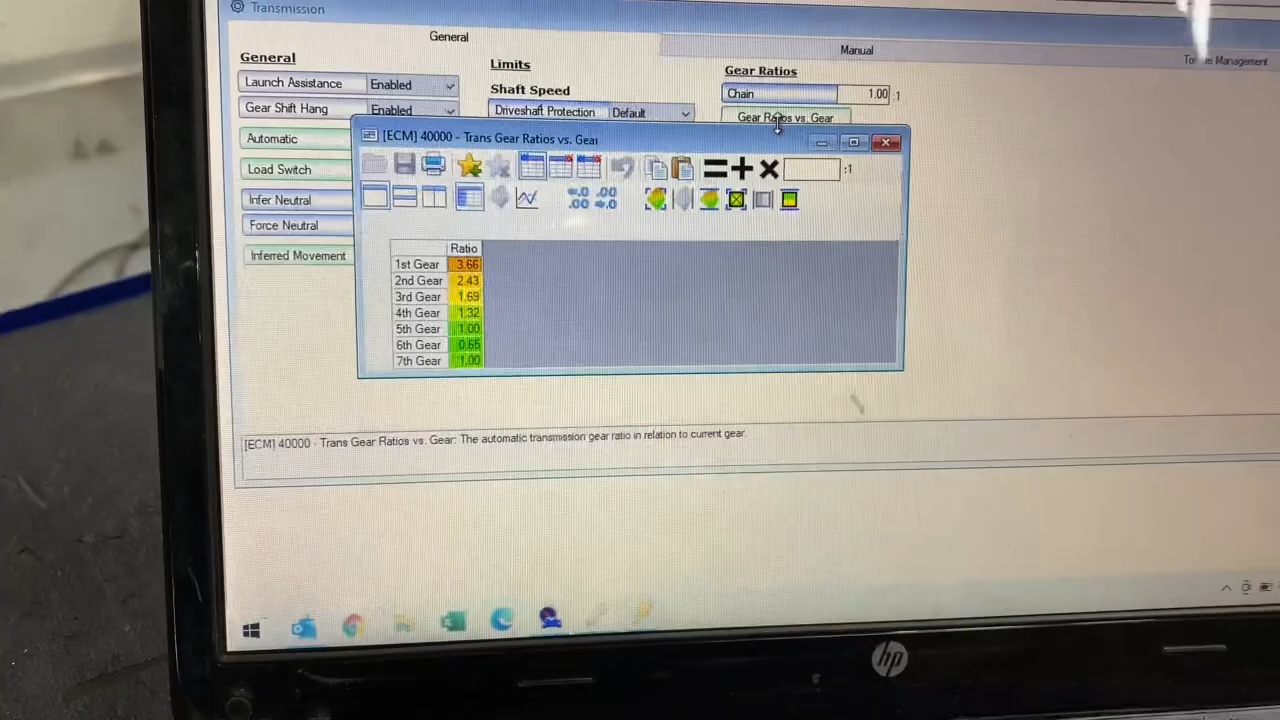 Transmission
General
Manual
Management
General
Launch Assistance Enabled
Gear Shift Hang Enabled
Automatic
Load Switch
Infer Neutral
Force Neutral
Inferred Movement
Limits
Shaft Speed
Driveshaft Protection Default
Gear Ratios
Chain 1.00 :1
Gear Ratios vs. Gear
[ECM] 40000 - Trans Gear Ratios vs. Gear
:1
Ratio
1st Gear 3.66
2nd Gear 2.43
3rd Gear 1.69
4th Gear 1.32
5th Gear 1.00
6th Gear 0.65
7th Gear 1.00
[ECM] 40000 - Trans Gear Ratios vs. Gear: The automatic transmission gear ratio in relation to current gear.
hp